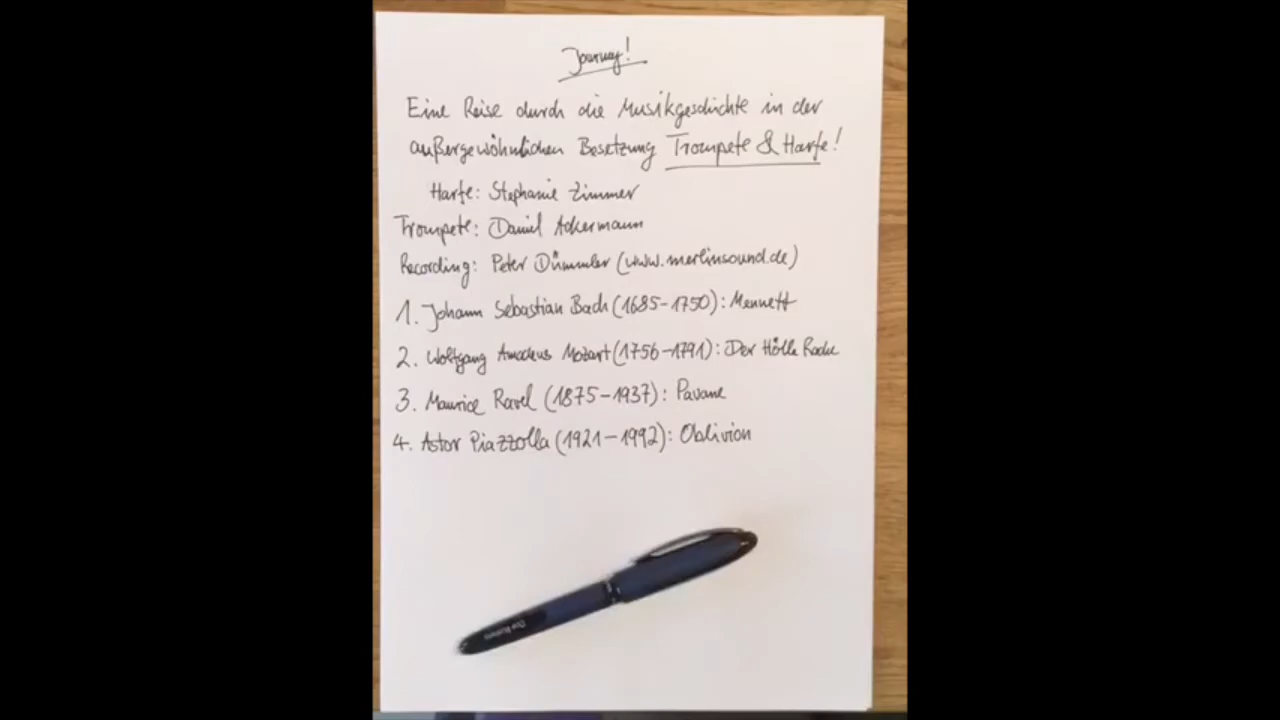 Journey!
Eine Reise durch die Musikgeschichte in der
außergewöhnlichen Besetzung Trompete & Harfe!
Harfe: Stephanie Zimmer
Trompete: Daniel Ackermann
Recording: Peter Dümmler (www.merlinsound.de)
1. Johann Sebastian Bach (1685-1750): Menuett
2. Wolfgang Amadeus Mozart (1756-1791): Der Hölle Rache
3. Maurice Ravel (1875-1937): Pavane
4. Astor Piazzolla (1921-1992): Oblivion
One Business